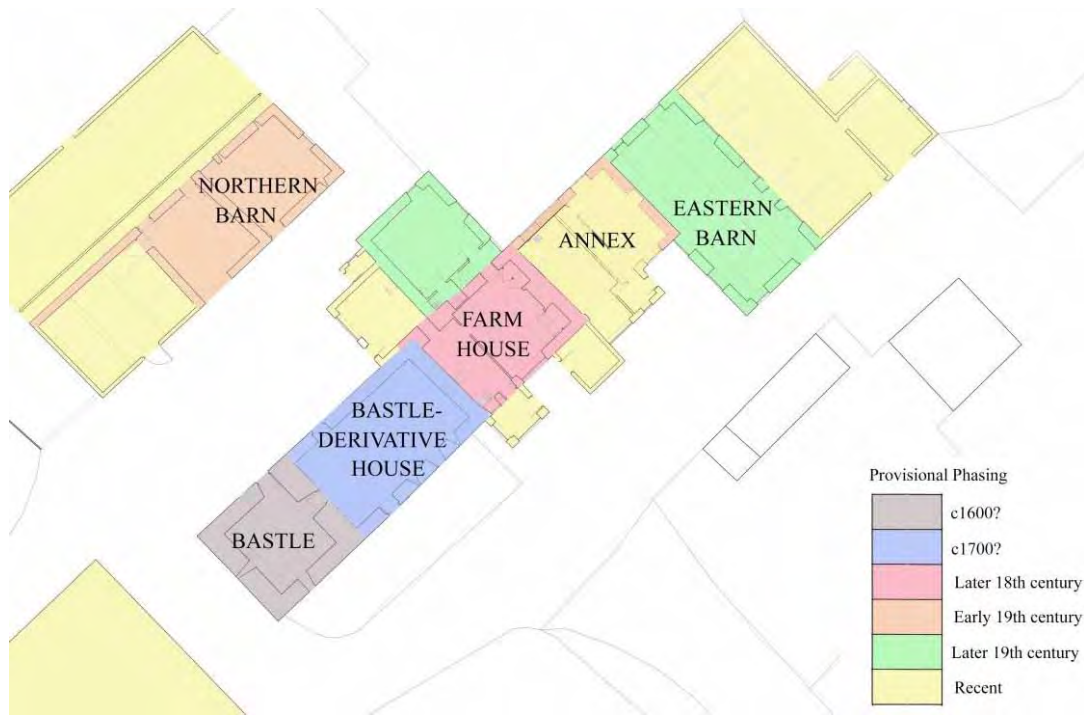 NORTHERN
BARN
ANNEX
EASTERN
BARN
FARM
HOUSE
BASTLE-
DERIVATIVE
HOUSE
BASTLE
Provisional Phasing
c1600?
c1700?
Later 18th century
Early 19th century
Later 19th century
Recent